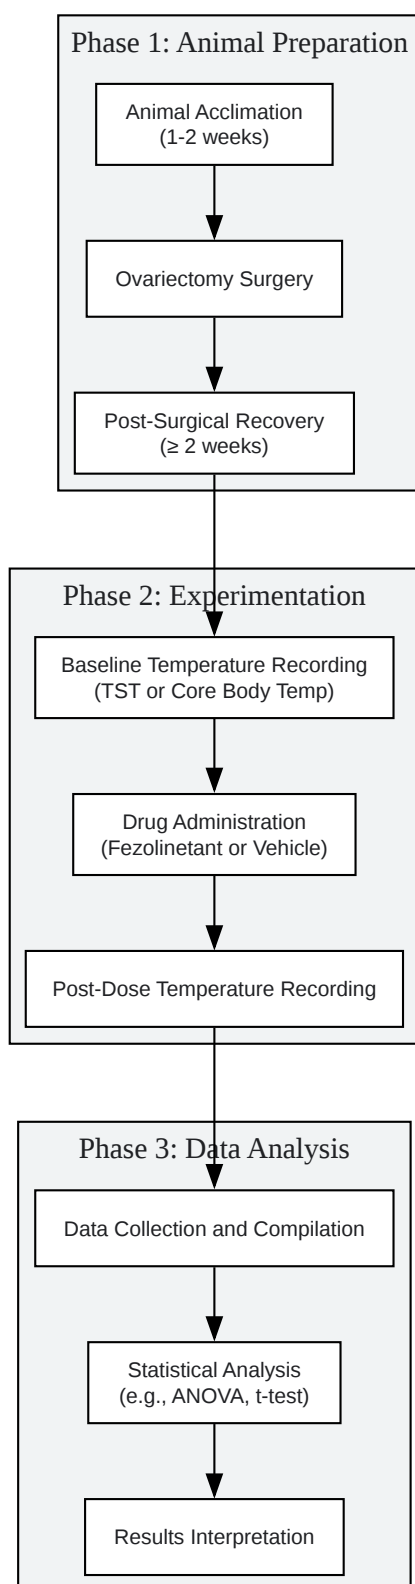 Phase 1: Animal Preparation
Animal Acclimation
(1-2 weeks)
Ovariectomy Surgery
Post-Surgical Recovery
(≥ 2 weeks)
Phase 2: Experimentation
Baseline Temperature Recording
(TST or Core Body Temp)
Drug Administration
(Fezolinetant or Vehicle)
Post-Dose Temperature Recording
Phase 3: Data Analysis
Data Collection and Compilation
Statistical Analysis
(e.g., ANOVA, t-test)
Results Interpretation